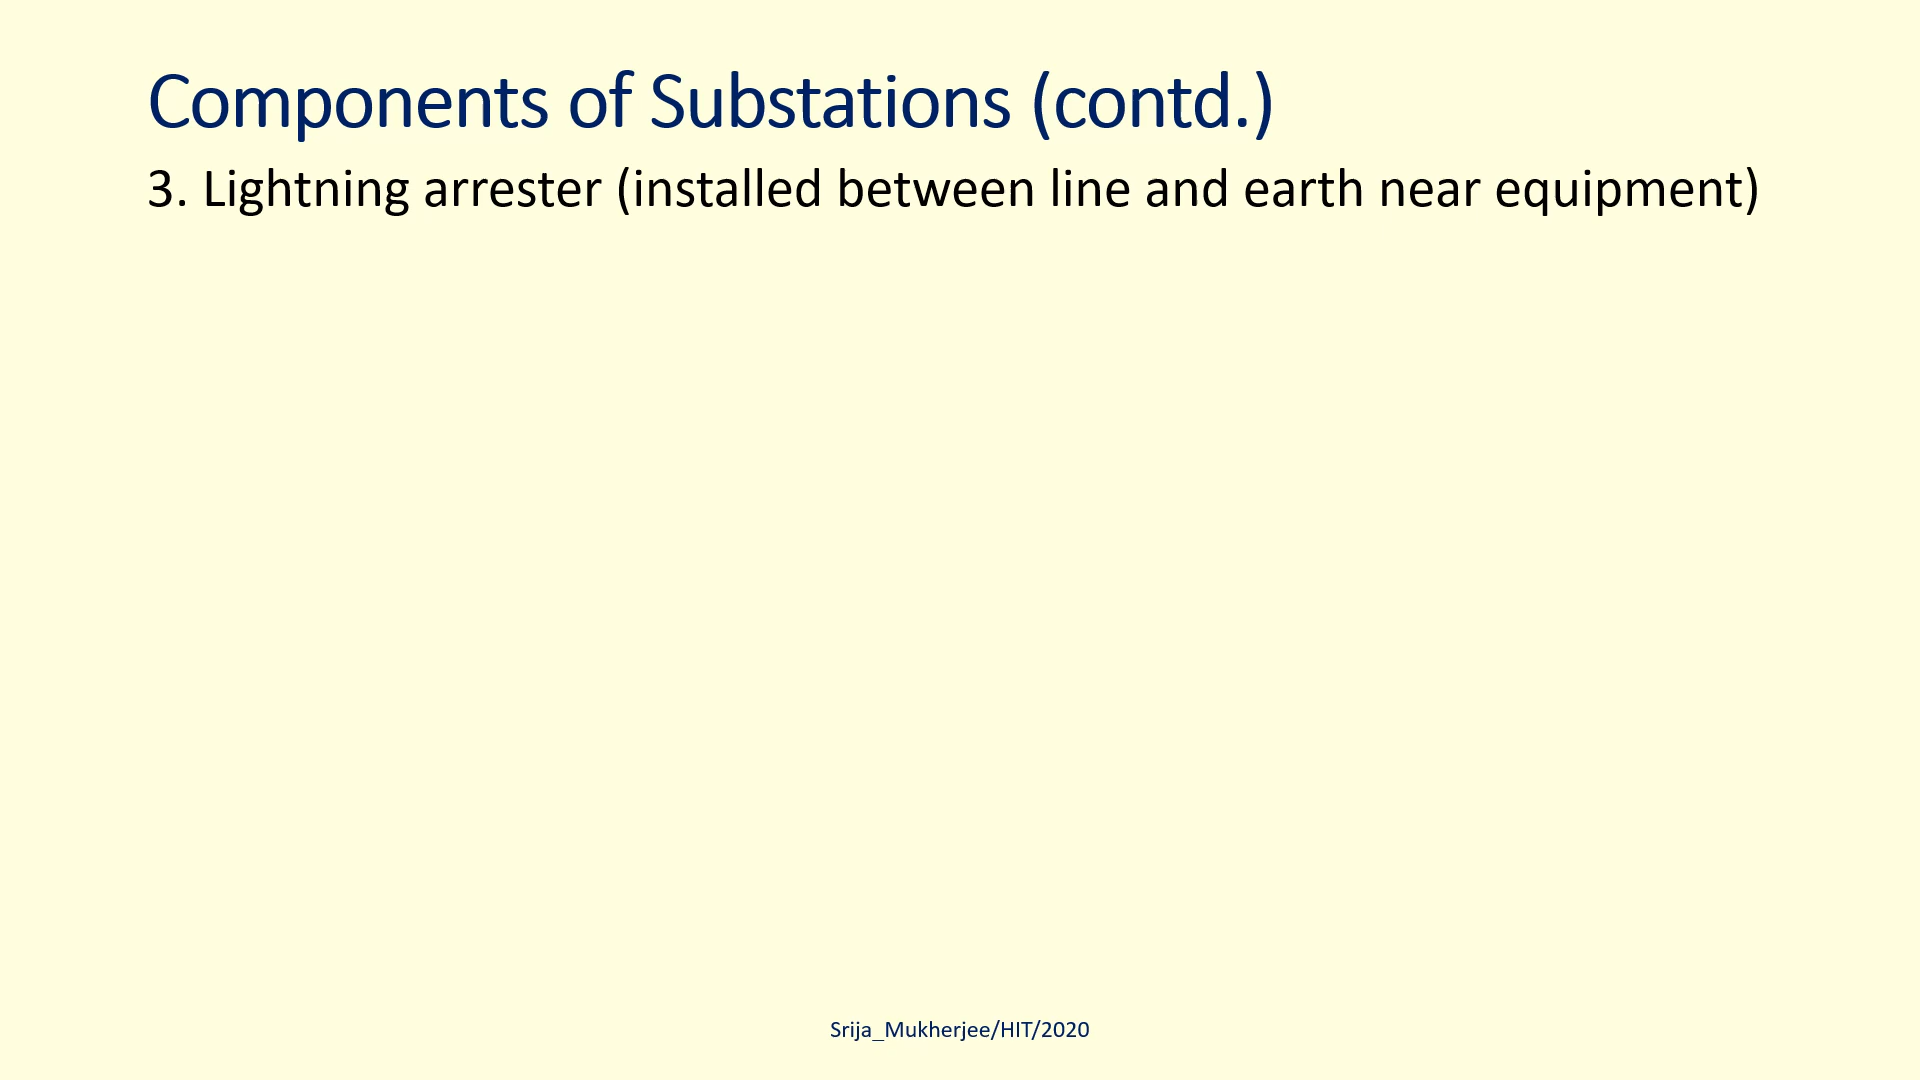 Components of Substations (contd.)
3. Lightning arrester (installed between line and earth near equipment)
Srija_Mukherjee/HIT/2020